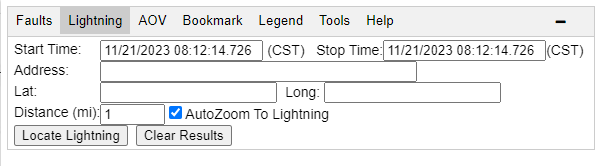 Faults Lightning AOV Bookmark Legend Tools Help
Start Time: 11/21/2023 08:12:14.726 (CST) Stop Time: 11/21/2023 08:12:14.726 (CST)
Address:
Lat: Long:
Distance (mi): 1 AutoZoom To Lightning
Locate Lightning Clear Results